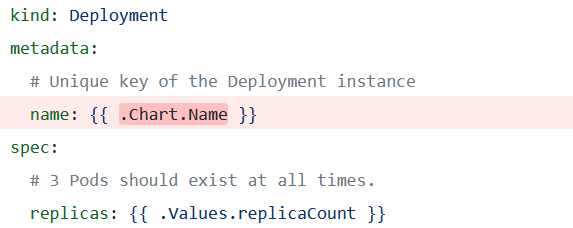 kind: Deployment
metadata:
  # Unique key of the Deployment instance
  name: {{ .Chart.Name }}
spec:
  # 3 Pods should exist at all times.
  replicas: {{ .Values.replicaCount }}